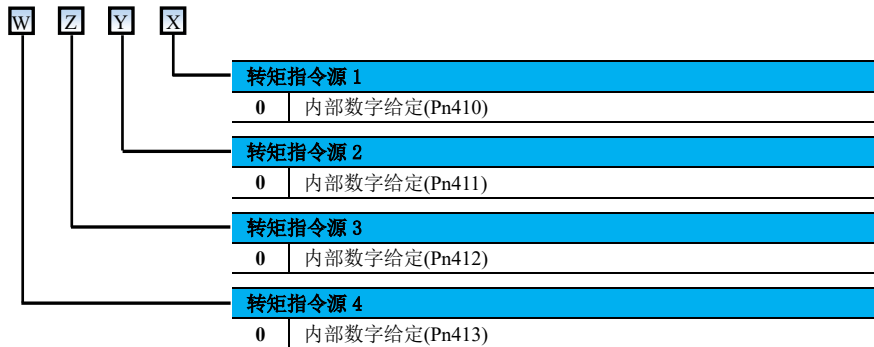 W Z Y X
转矩指令源 1
0 内部数字给定(Pn410)
转矩指令源 2
0 内部数字给定(Pn411)
转矩指令源 3
0 内部数字给定(Pn412)
转矩指令源 4
0 内部数字给定(Pn413)